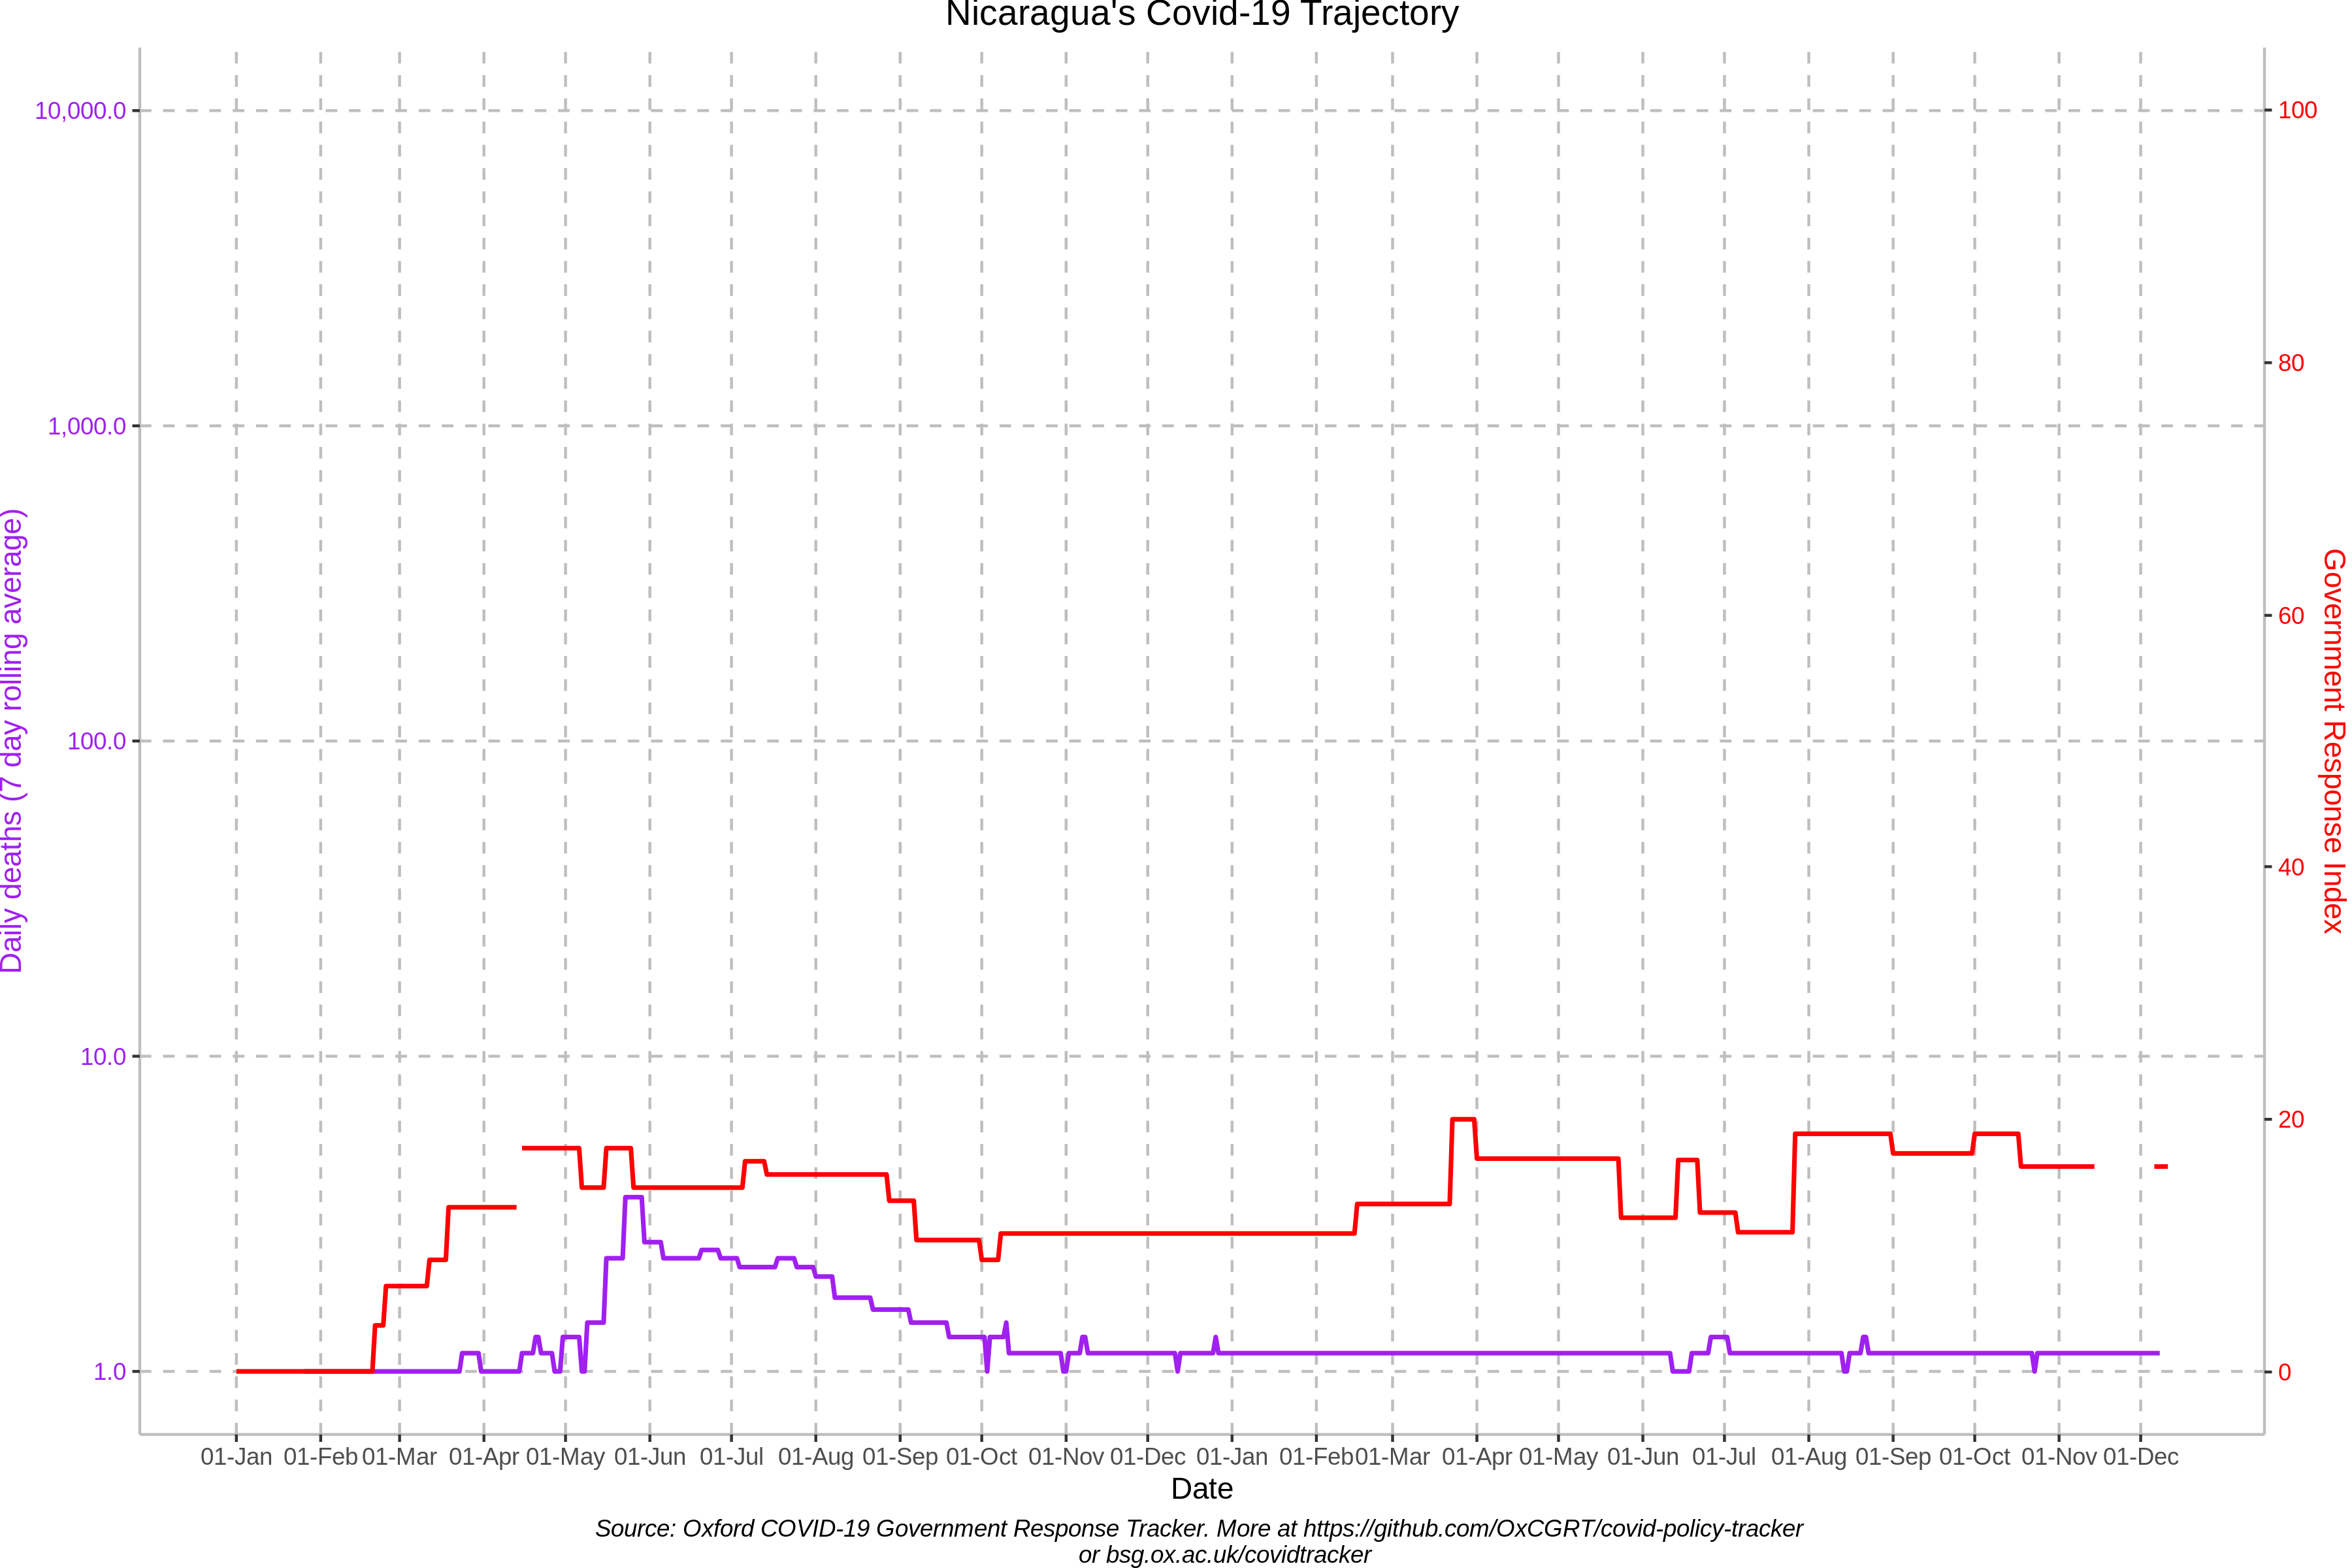 Nicaragua's Covid-19 Trajectory
Daily deaths (7 day rolling average)
10,000.0
1,000.0
100.0
10.0
1.0
100
80
60
40
20
0
Government Response Index
01-Jan 01-Feb 01-Mar 01-Apr 01-May 01-Jun 01-Jul 01-Aug 01-Sep 01-Oct 01-Nov 01-Dec 01-Jan 01-Feb 01-Mar 01-Apr 01-May 01-Jun 01-Jul 01-Aug 01-Sep 01-Oct 01-Nov 01-Dec
Date
Source: Oxford COVID-19 Government Response Tracker. More at https://github.com/OxCGRT/covid-policy-tracker
or bsg.ox.ac.uk/covidtracker